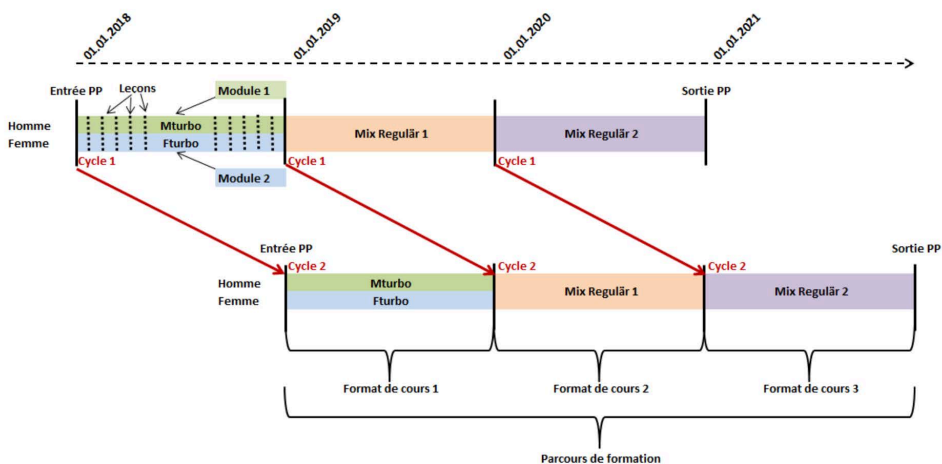 01.01.2018
01.01.2019
01.01.2020
01.01.2021
Entrée PP
Leçons
Module 1
Sortie PP
Homme
Femme
Mturbo
Fturbo
Mix Regulär 1
Mix Regulär 2
Cycle 1
Cycle 1
Cycle 1
Module 2
Entrée PP
Sortie PP
Cycle 2
Cycle 2
Cycle 2
Homme
Femme
Mturbo
Fturbo
Mix Regulär 1
Mix Regulär 2
Format de cours 1
Format de cours 2
Format de cours 3
Parcours de formation